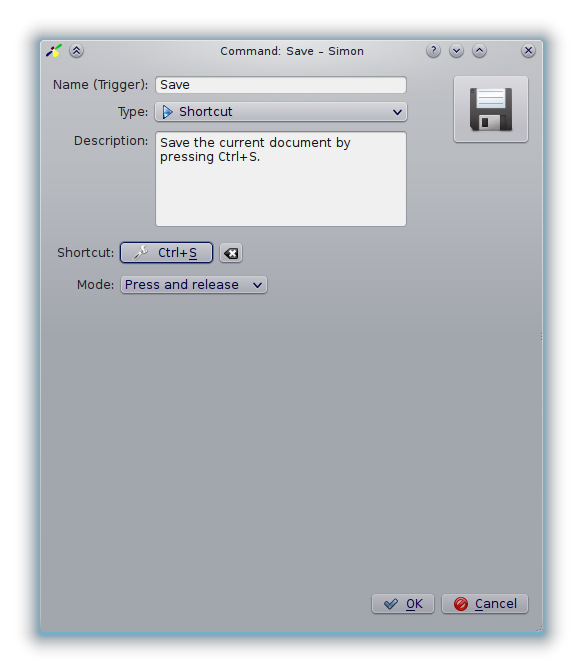 Command: Save – Simon
Name (Trigger): Save
Type: Shortcut
Description: Save the current document by
pressing Ctrl+S.
Shortcut: Ctrl+S
Mode: Press and release
OK Cancel